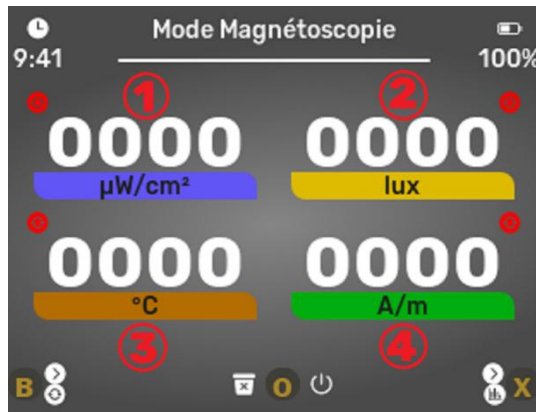 Mode Magnétoscopie
9:41
100%
① ②
0000 0000
µW/cm² lux
0000 0000
°C A/m
③ ④
B O X